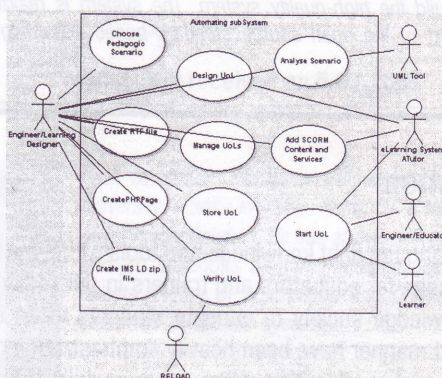 Automating subSystem
Choose
Pedagogic
Scenario
Analyse Scenario
Design UoL
UML Tool
Engineer/Learning
Designer
Create RTF file
Manage UoLs
Add SCORM
Content and
Services
eLearning System
ATutor
CreatePHPPage
Store UoL
Start UoL
Engineer/Educator
Create IMS LD zip
file
Verify UoL
Learner
RELOAD